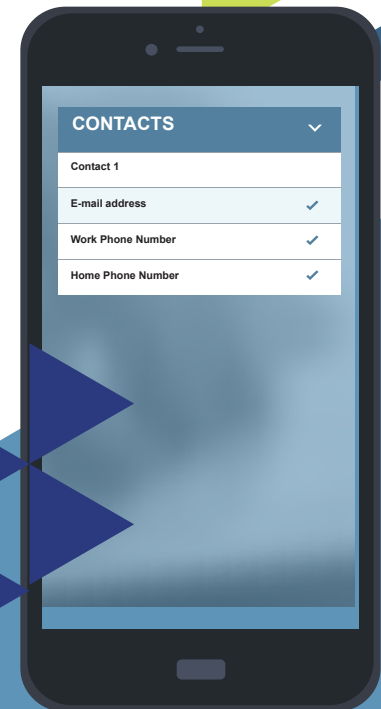 CONTACTS
Contact 1
E-mail address
Work Phone Number
Home Phone Number